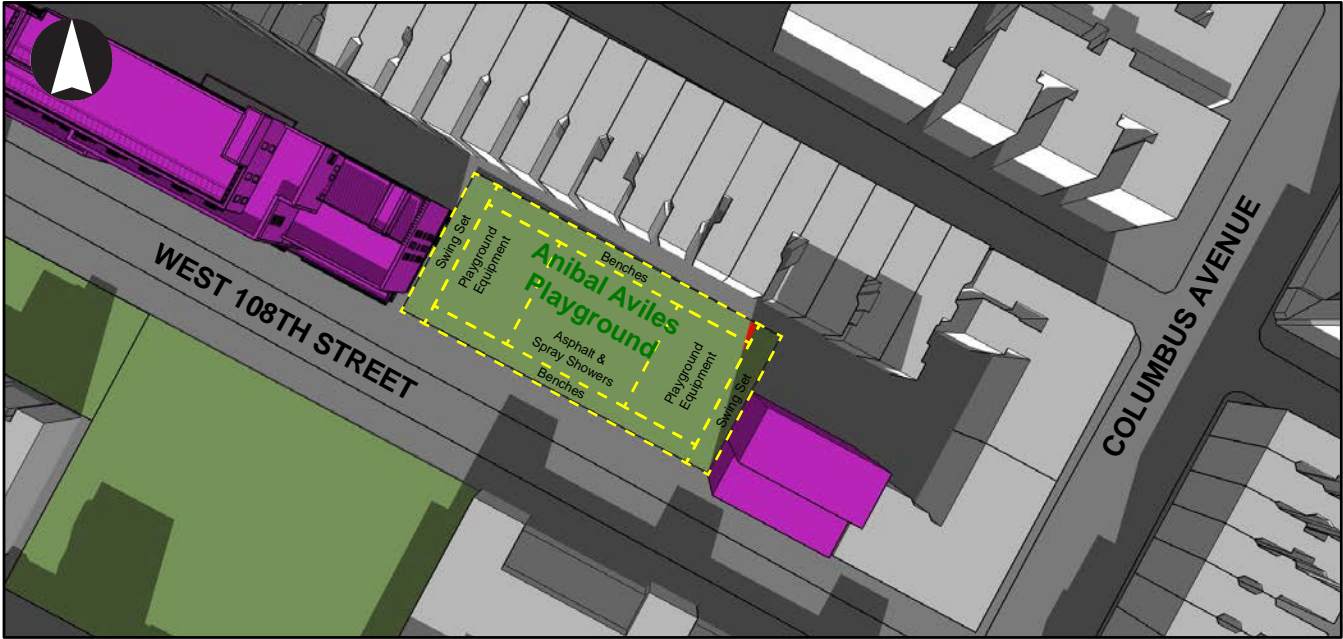 WEST 108TH STREET
Swing Set
Playground
Equipment
Benches
Anibal Aviles
Playground
Asphalt &
Spray Showers
Benches
Playground
Equipment
Swing Set
COLUMBUS AVENUE